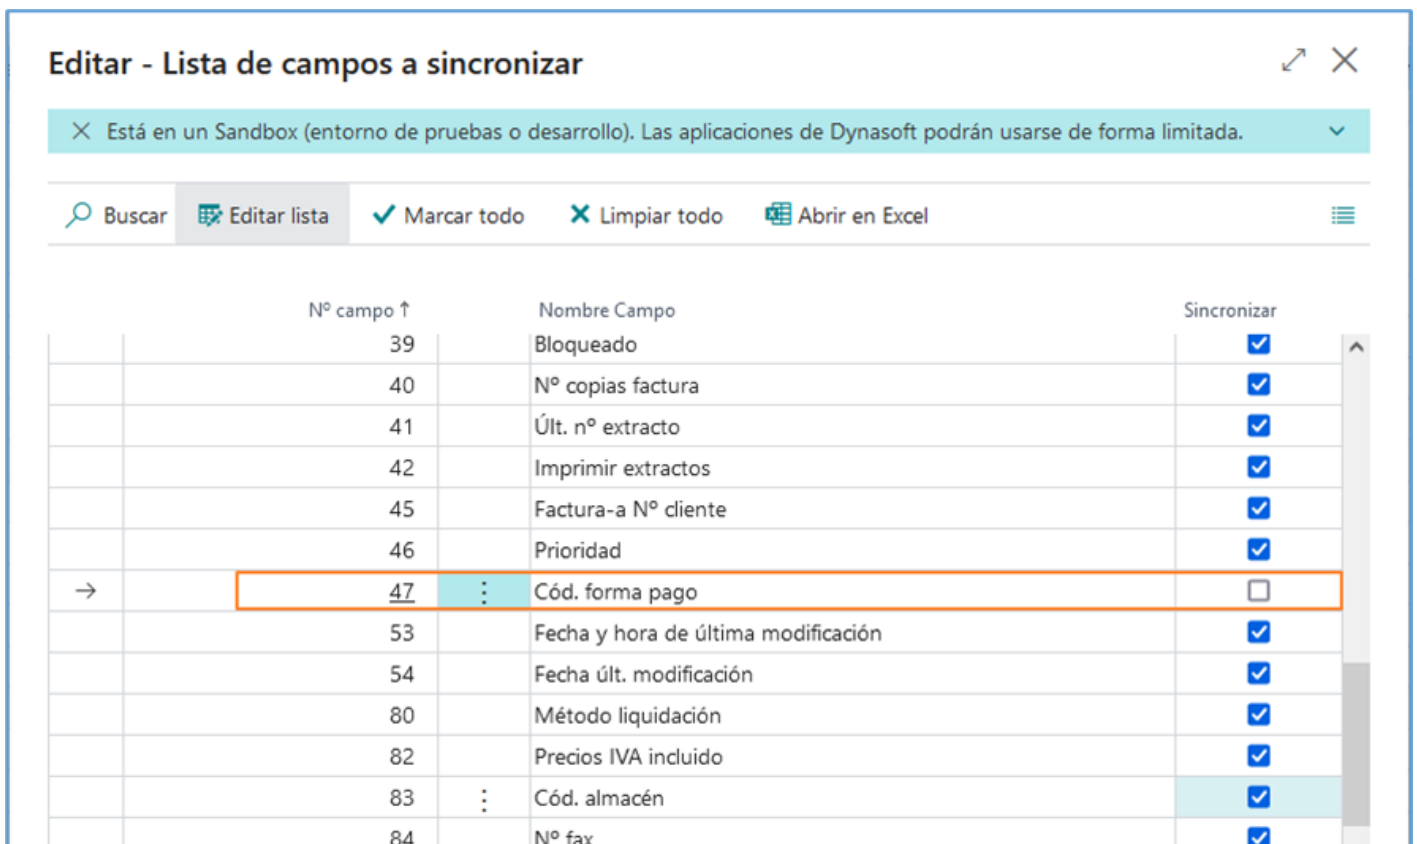 Editar - Lista de campos a sincronizar
Está en un Sandbox (entorno de pruebas o desarrollo). Las aplicaciones de Dynasoft podrán usarse de forma limitada.
Buscar Editar lista Marcar todo Limpiar todo Abrir en Excel
Nº campo↑ Nombre Campo Sincronizar
39 Bloqueado
40 Nº copias factura
41 Últ. nº extracto
42 Imprimir extractos
45 Factura-a Nº cliente
46 Prioridad
47 Cód. forma pago
53 Fecha y hora de última modificación
54 Fecha últ. modificación
80 Método liquidación
82 Precios IVA incluido
83 Cód. almacén
84 Nº fax